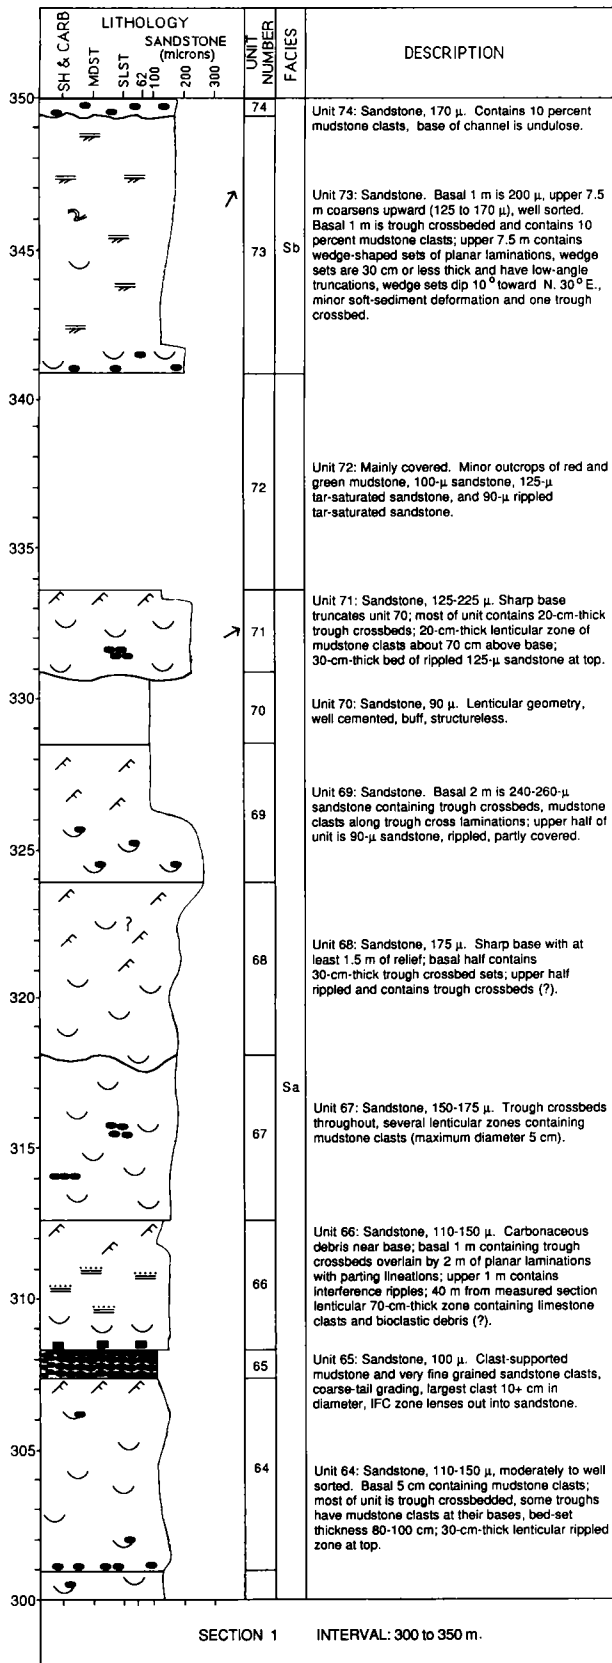 LITHOLOGY
SH & CARB
MDST
SLST
SANDSTONE
(microns)
62
100
200
300
UNIT
NUMBER
FACIES
DESCRIPTION
350
74
Unit 74: Sandstone, 170 μ. Contains 10 percent
mudstone clasts, base of channel is undulose.
345
73
Sb
Unit 73: Sandstone. Basal 1 m is 200 μ, upper 7.5
m coarsens upward (125 to 170 μ), well sorted.
Basal 1 m is trough crossbeded and contains 10
percent mudstone clasts; upper 7.5 m contains
wedge-shaped sets of planar laminations, wedge
sets are 30 cm or less thick and have low-angle
truncations, wedge sets dip 10° toward N. 30° E.,
minor soft-sediment deformation and one trough
crossbed.
340
72
Unit 72: Mainly covered. Minor outcrops of red and
green mudstone, 100-μ sandstone, 125-μ
tar-saturated sandstone, and 90-μ rippled
tar-saturated sandstone.
335
71
Unit 71: Sandstone, 125-225 μ. Sharp base
truncates unit 70; most of unit contains 20-cm-thick
trough crossbeds; 20-cm-thick lenticular zone of
mudstone clasts about 70 cm above base;
30-cm-thick bed of rippled 125-μ sandstone at top.
330
70
Unit 70: Sandstone, 90 μ. Lenticular geometry,
well cemented, buff, structureless.
69
Unit 69: Sandstone. Basal 2 m is 240-260-μ
sandstone containing trough crossbeds, mudstone
clasts along trough cross laminations; upper half of
unit is 90-μ sandstone, rippled, partly covered.
325
?
68
Unit 68: Sandstone, 175 μ. Sharp base with at
least 1.5 m of relief; basal half contains
30-cm-thick trough crossbed sets; upper half
rippled and contains trough crossbeds (?).
320
Sa
67
Unit 67: Sandstone, 150-175 μ. Trough crossbeds
throughout, several lenticular zones containing
mudstone clasts (maximum diameter 5 cm).
315
66
Unit 66: Sandstone, 110-150 μ. Carbonaceous
debris near base; basal 1 m containing trough
crossbeds overlain by 2 m of planar laminations
with parting lineations; upper 1 m contains
interference ripples; 40 m from measured section
lenticular 70-cm-thick zone containing limestone
clasts and bioclastic debris (?).
310
65
Unit 65: Sandstone, 100 μ. Clast-supported
mudstone and very fine grained sandstone clasts,
coarse-tail grading, largest clast 10+ cm in
diameter, IFC zone lenses out into sandstone.
305
64
Unit 64: Sandstone, 110-150 μ, moderately to well
sorted. Basal 5 cm containing mudstone clasts;
most of unit is trough crossbedded, some troughs
have mudstone clasts at their bases, bed-set
thickness 80-100 cm; 30-cm-thick lenticular rippled
zone at top.
300
SECTION 1 INTERVAL: 300 to 350 m.